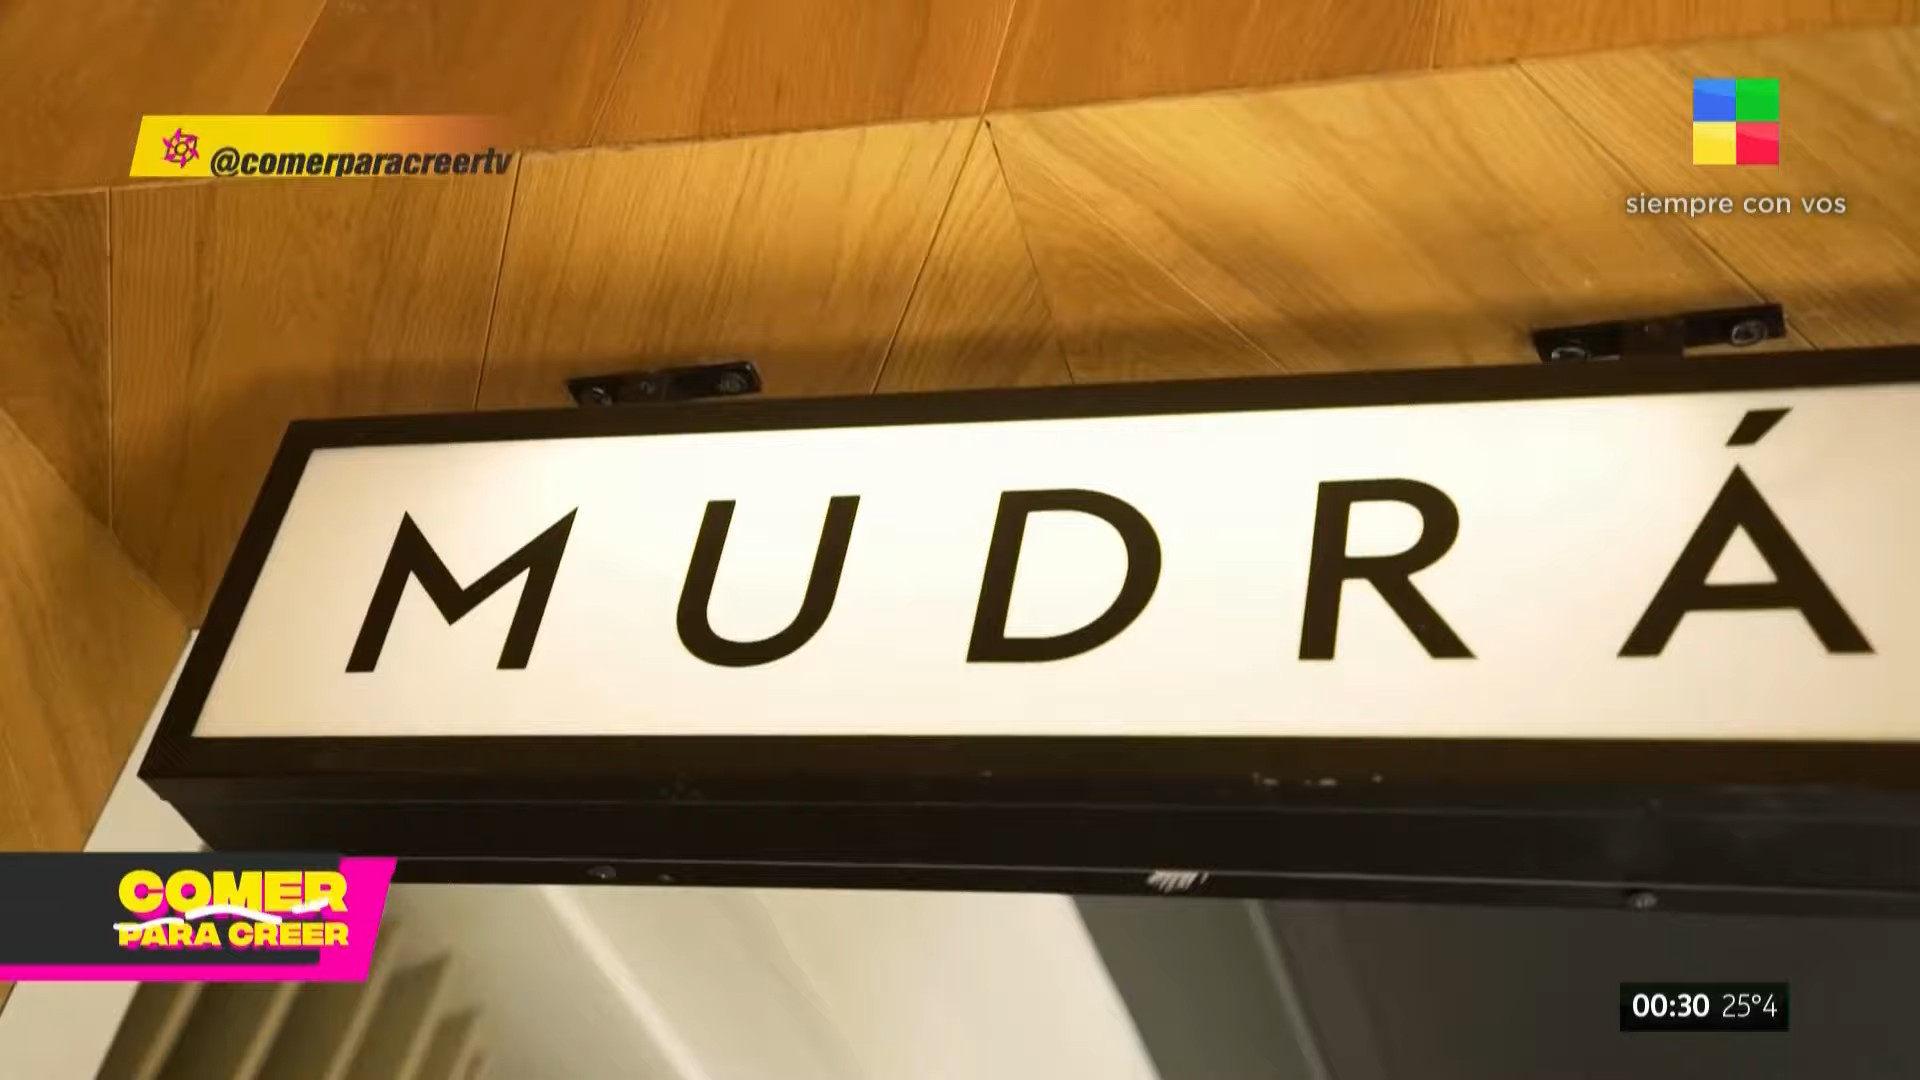 @comerparacreertv
siempre con vos
MUDRÁ
COMER
PARA CREER
00:30 25°4